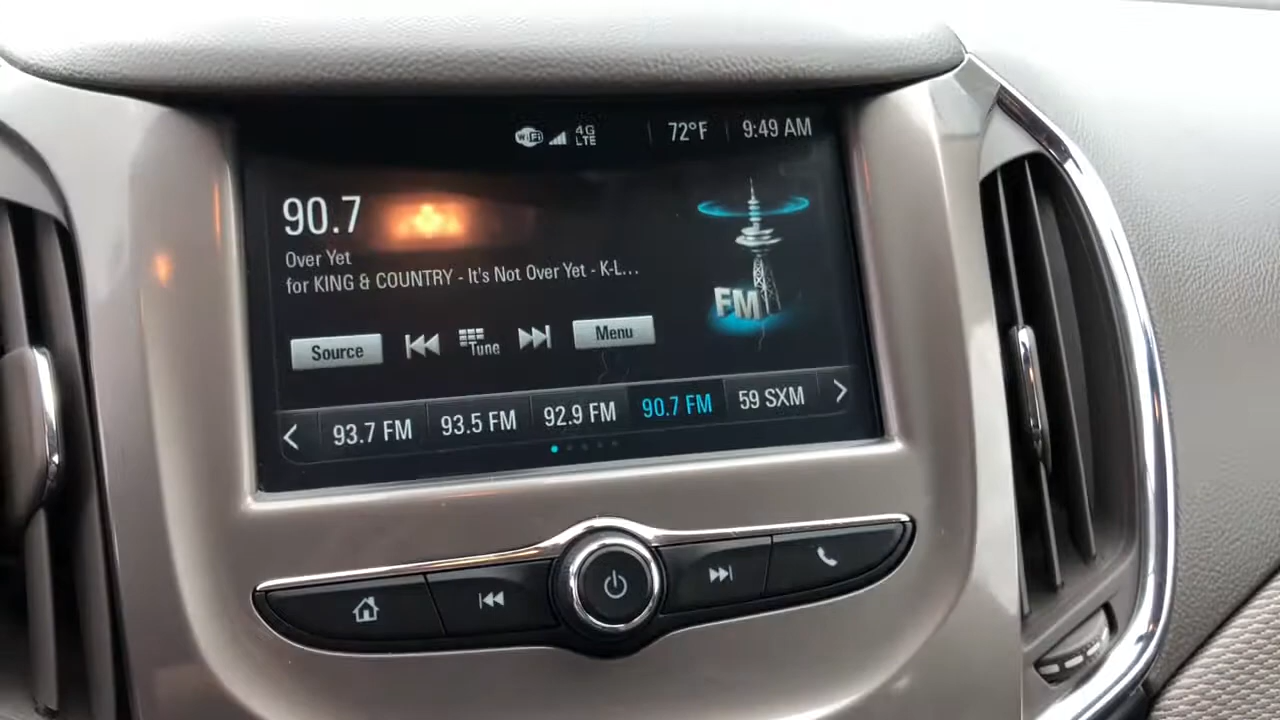 WiFi 4G LTE 72°F 9:49 AM
90.7
Over Yet
for KING & COUNTRY - It's Not Over Yet - K-L...
FM
Source Tune Menu
93.7 FM 93.5 FM 92.9 FM 90.7 FM 59 SXM